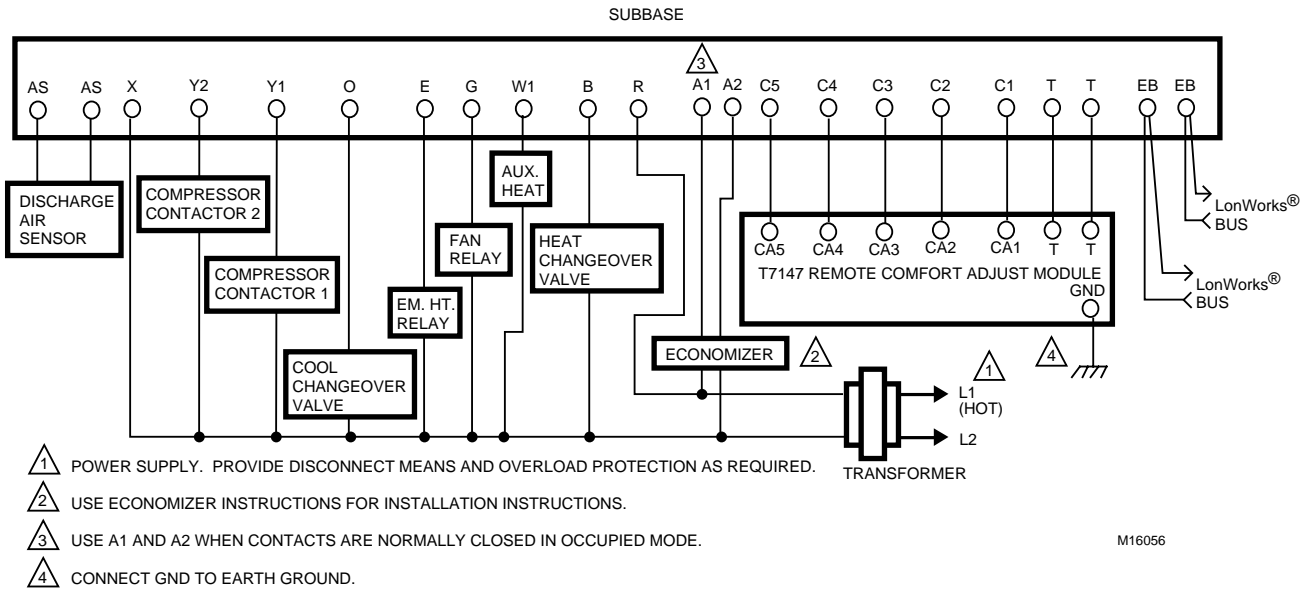 SUBBASE
3
AS AS X Y2 Y1 O E G W1 B R A1 A2 C5 C4 C3 C2 C1 T T EB EB
DISCHARGE
AIR
SENSOR
COMPRESSOR
CONTACTOR 2
COMPRESSOR
CONTACTOR 1
COOL
CHANGEOVER
VALVE
EM. HT.
RELAY
FAN
RELAY
AUX.
HEAT
HEAT
CHANGEOVER
VALVE
ECONOMIZER
2
CA5 CA4 CA3 CA2 CA1 T T
T7147 REMOTE COMFORT ADJUST MODULE
GND
4
LonWorks®
BUS
LonWorks®
BUS
1
L1
(HOT)
L2
TRANSFORMER
1 POWER SUPPLY. PROVIDE DISCONNECT MEANS AND OVERLOAD PROTECTION AS REQUIRED.
2 USE ECONOMIZER INSTRUCTIONS FOR INSTALLATION INSTRUCTIONS.
3 USE A1 AND A2 WHEN CONTACTS ARE NORMALLY CLOSED IN OCCUPIED MODE.
4 CONNECT GND TO EARTH GROUND.
M16056